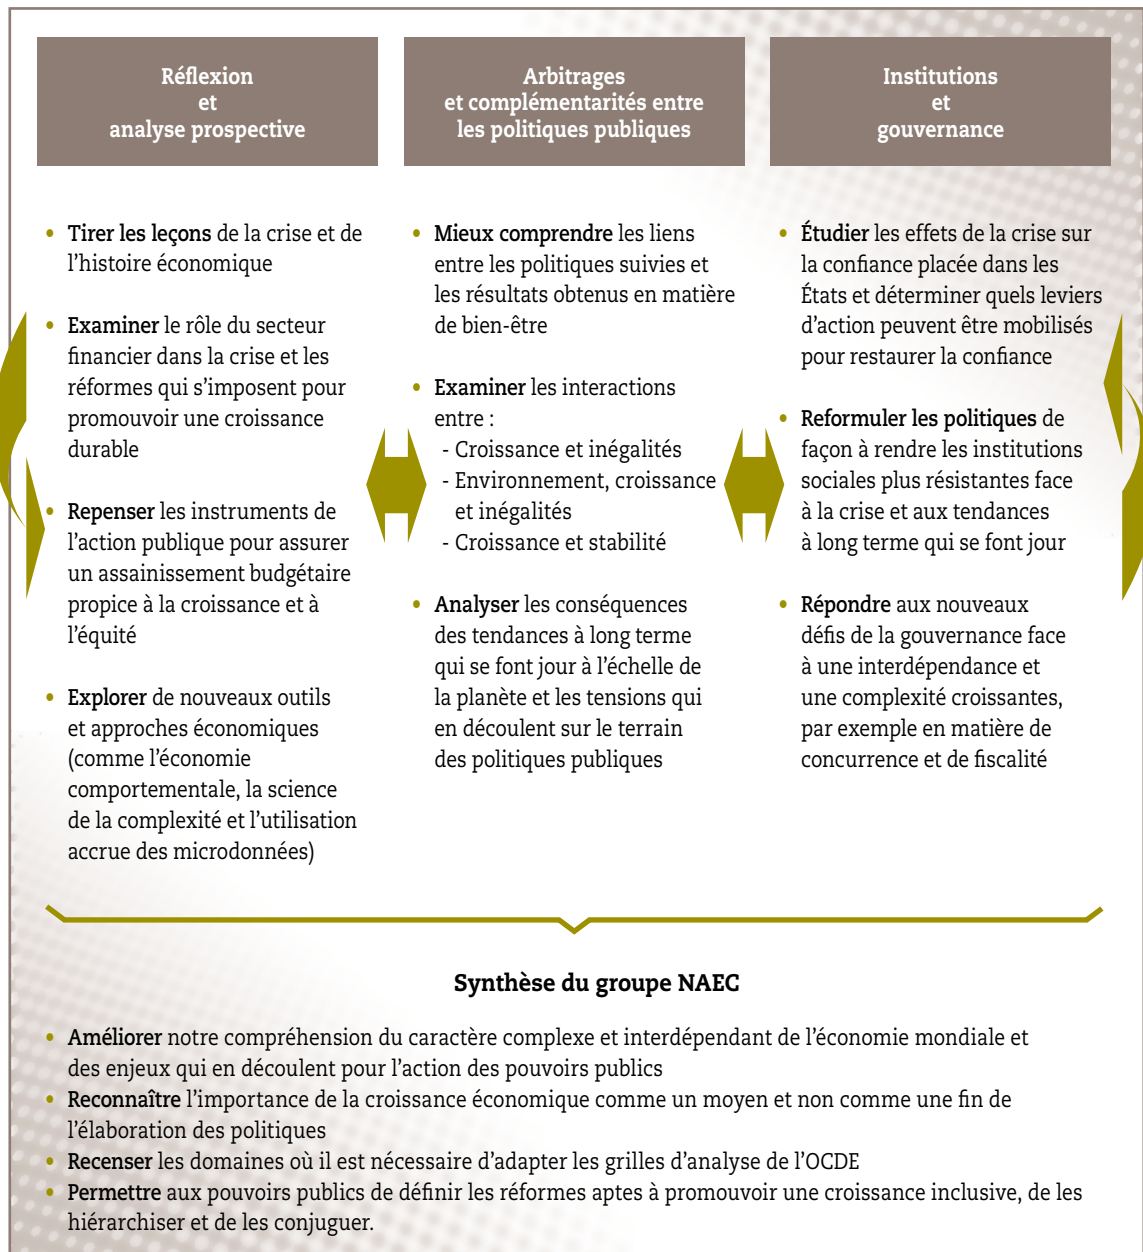 Réflexion
et
analyse prospective
Arbitrages
et complémentarités entre
les politiques publiques
Institutions
et
gouvernance
• Tirer les leçons de la crise et de
l'histoire économique
• Examiner le rôle du secteur
financier dans la crise et les
réformes qui s'imposent pour
promouvoir une croissance
durable
• Repenser les instruments de
l'action publique pour assurer
un assainissement budgétaire
propice à la croissance et à
l'équité
• Explorer de nouveaux outils
et approches économiques
(comme l'économie
comportementale, la science
de la complexité et l'utilisation
accrue des microdonnées)
• Mieux comprendre les liens
entre les politiques suivies et
les résultats obtenus en matière
de bien-être
• Examiner les interactions
entre :
- Croissance et inégalités
- Environnement, croissance
et inégalités
- Croissance et stabilité
• Analyser les conséquences
des tendances à long terme
qui se font jour à l'échelle de
la planète et les tensions qui
en découlent sur le terrain
des politiques publiques
• Étudier les effets de la crise sur
la confiance placée dans les
États et déterminer quels leviers
d'action peuvent être mobilisés
pour restaurer la confiance
• Reformuler les politiques de
façon à rendre les institutions
sociales plus résistantes face
à la crise et aux tendances
à long terme qui se font jour
• Répondre aux nouveaux
défis de la gouvernance face
à une interdépendance et
une complexité croissantes,
par exemple en matière de
concurrence et de fiscalité
Synthèse du groupe NAEC
• Améliorer notre compréhension du caractère complexe et interdépendant de l'économie mondiale et
des enjeux qui en découlent pour l'action des pouvoirs publics
• Reconnaître l'importance de la croissance économique comme un moyen et non comme une fin de
l'élaboration des politiques
• Recenser les domaines où il est nécessaire d'adapter les grilles d'analyse de l'OCDE
• Permettre aux pouvoirs publics de définir les réformes aptes à promouvoir une croissance inclusive, de les
hiérarchiser et de les conjuguer.